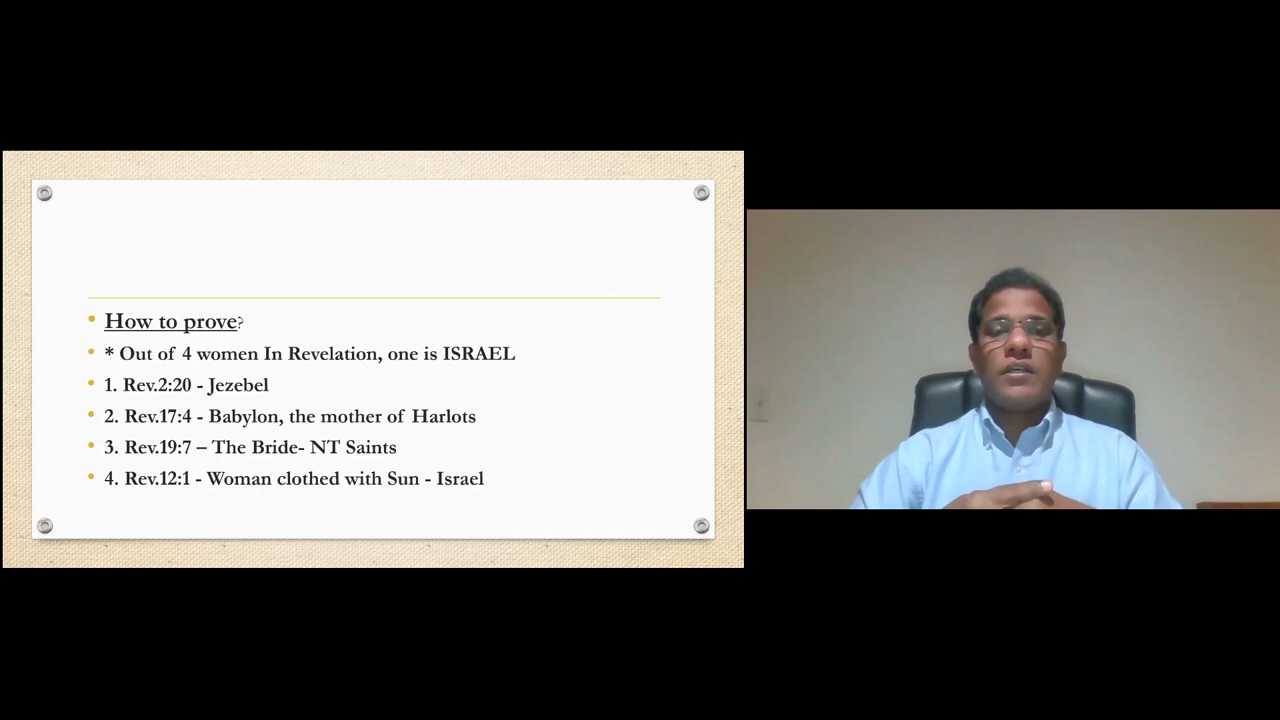 How to prove?
* Out of 4 women In Revelation, one is ISRAEL
1. Rev.2:20 - Jezebel
2. Rev.17:4 - Babylon, the mother of Harlots
3. Rev.19:7 – The Bride- NT Saints
4. Rev.12:1 - Woman clothed with Sun - Israel